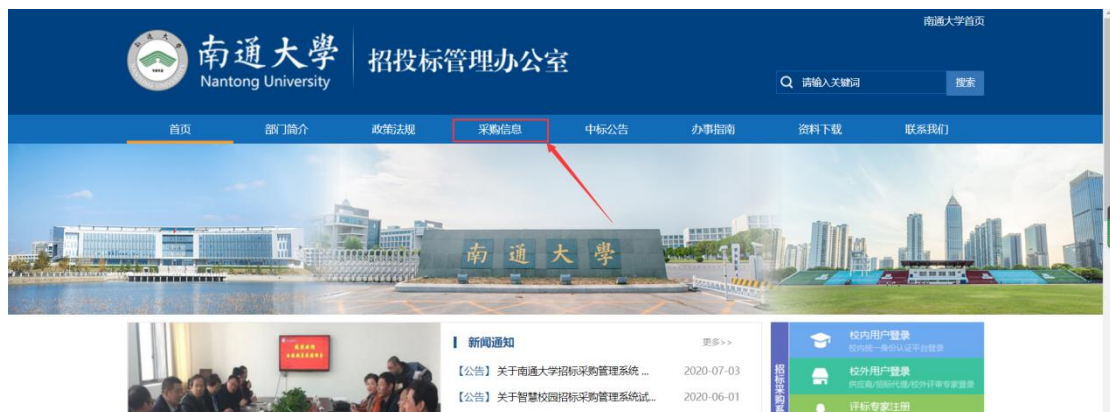 南通大学首页
南通大學
Nantong University
招投标管理办公室
请输入关键词 搜索
首页 部门简介 政策法规 采购信息 中标公告 办事指南 资料下载 联系我们
南通大學
新闻通知 更多>>
【公告】关于南通大学招标采购管理系统 ... 2020-07-03
【公告】关于智慧校园招标采购管理系统试... 2020-06-01
招标采购系
校内用户登录
校内统一身份认证平台登录
校外用户登录
供应商/招标代理/校外评审专家登录
评标专家注册